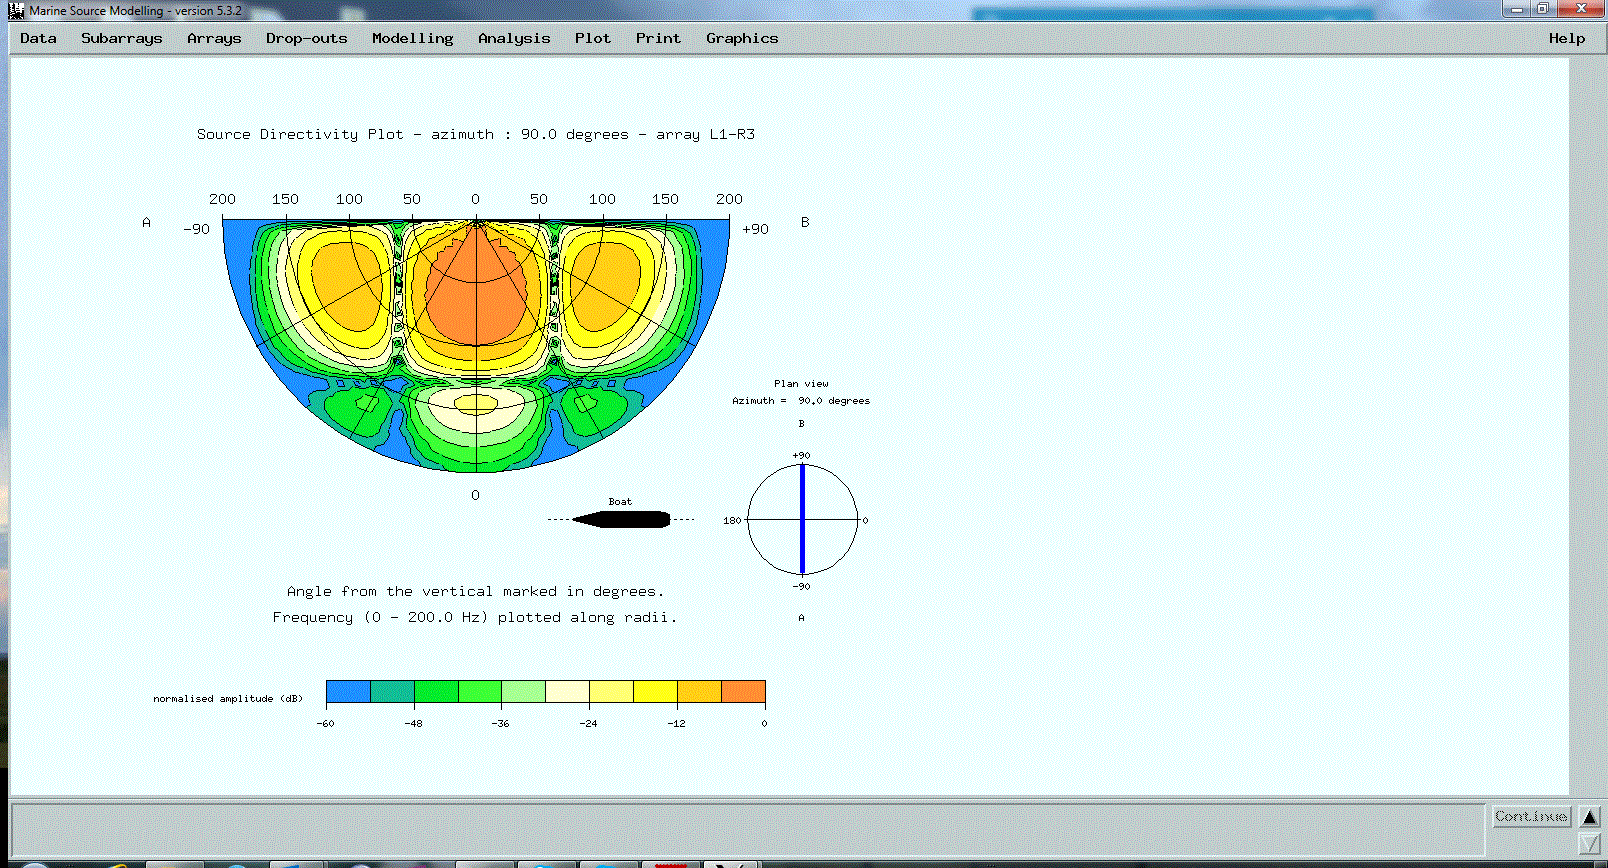 Marine Source Modelling - version 5.3.2
Data Subarrays Arrays Drop-outs Modelling Analysis Plot Print Graphics Help
Source Directivity Plot - azimuth : 90.0 degrees - array L1-R3
200 150 100 50 0 50 100 150 200
A -90 +90 B
0
Plan view
Azimuth = 90.0 degrees
B
+90
Boat
180 0
-90
A
Angle from the vertical marked in degrees.
Frequency (0 - 200.0 Hz) plotted along radii.
normalised amplitude (dB)
-60 -48 -36 -24 -12 0
Continue